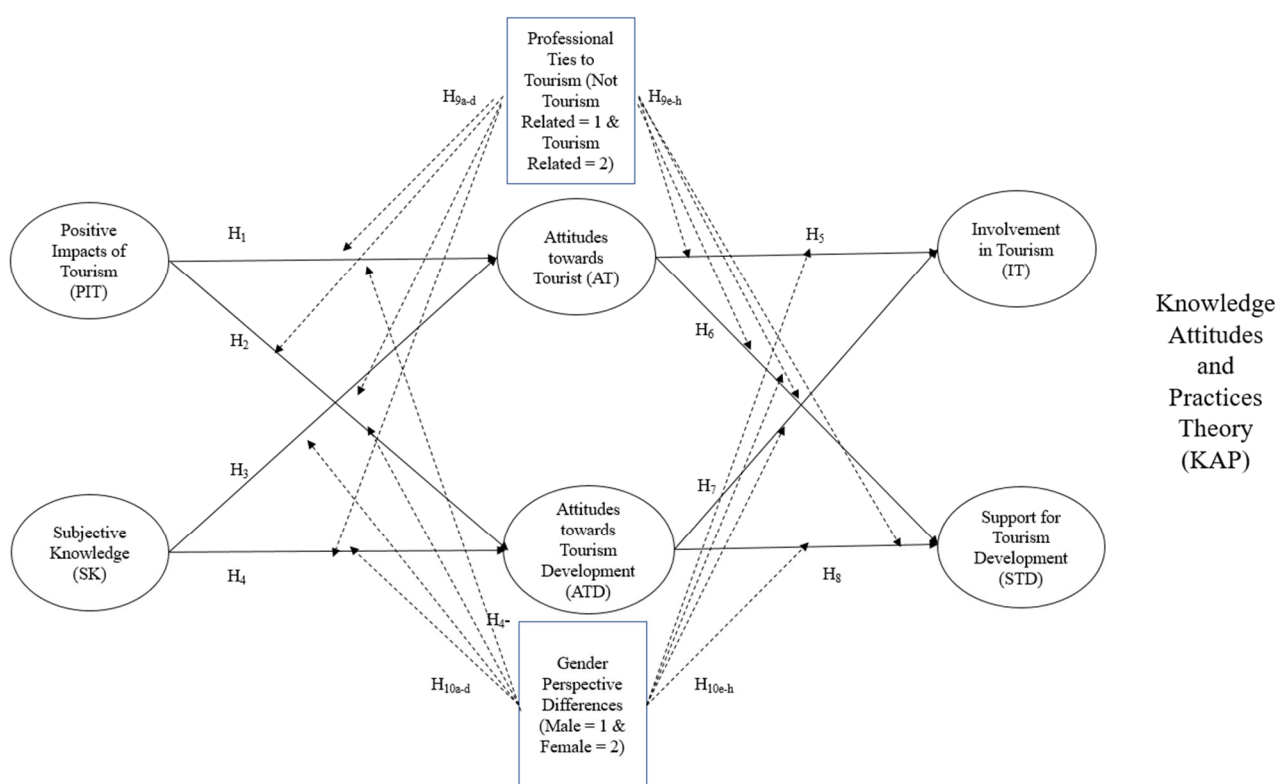 Professional
Ties to
Tourism (Not
Tourism
Related = 1 &
Tourism
Related = 2)
H9a-d
H9e-h
Positive
Impacts of
Tourism
(PIT)
H1
Attitudes
towards
Tourist (AT)
H5
Involvement
in Tourism
(IT)
H2
H6
Knowledge
Attitudes
and
Practices
Theory
(KAP)
H3
H7
Subjective
Knowledge
(SK)
H4
Attitudes
towards
Tourism
Development
(ATD)
H8
Support for
Tourism
Development
(STD)
H4-
H10a-d
H10e-h
Gender
Perspective
Differences
(Male = 1 &
Female = 2)